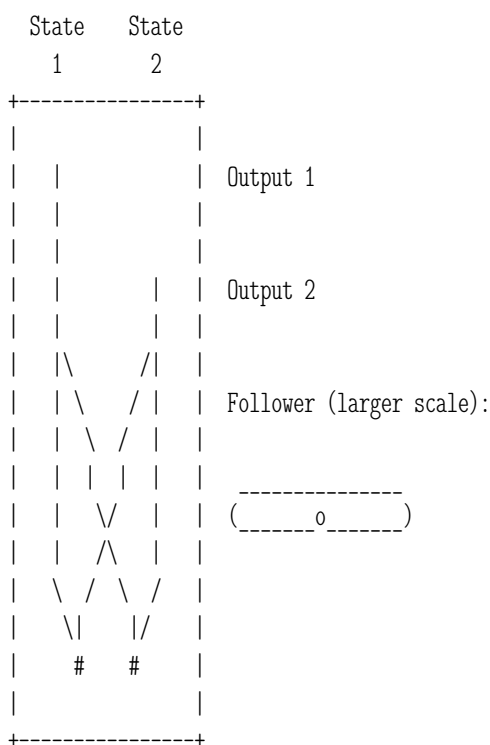 State State
1 2
Output 1
Output 2
Follower (larger scale):